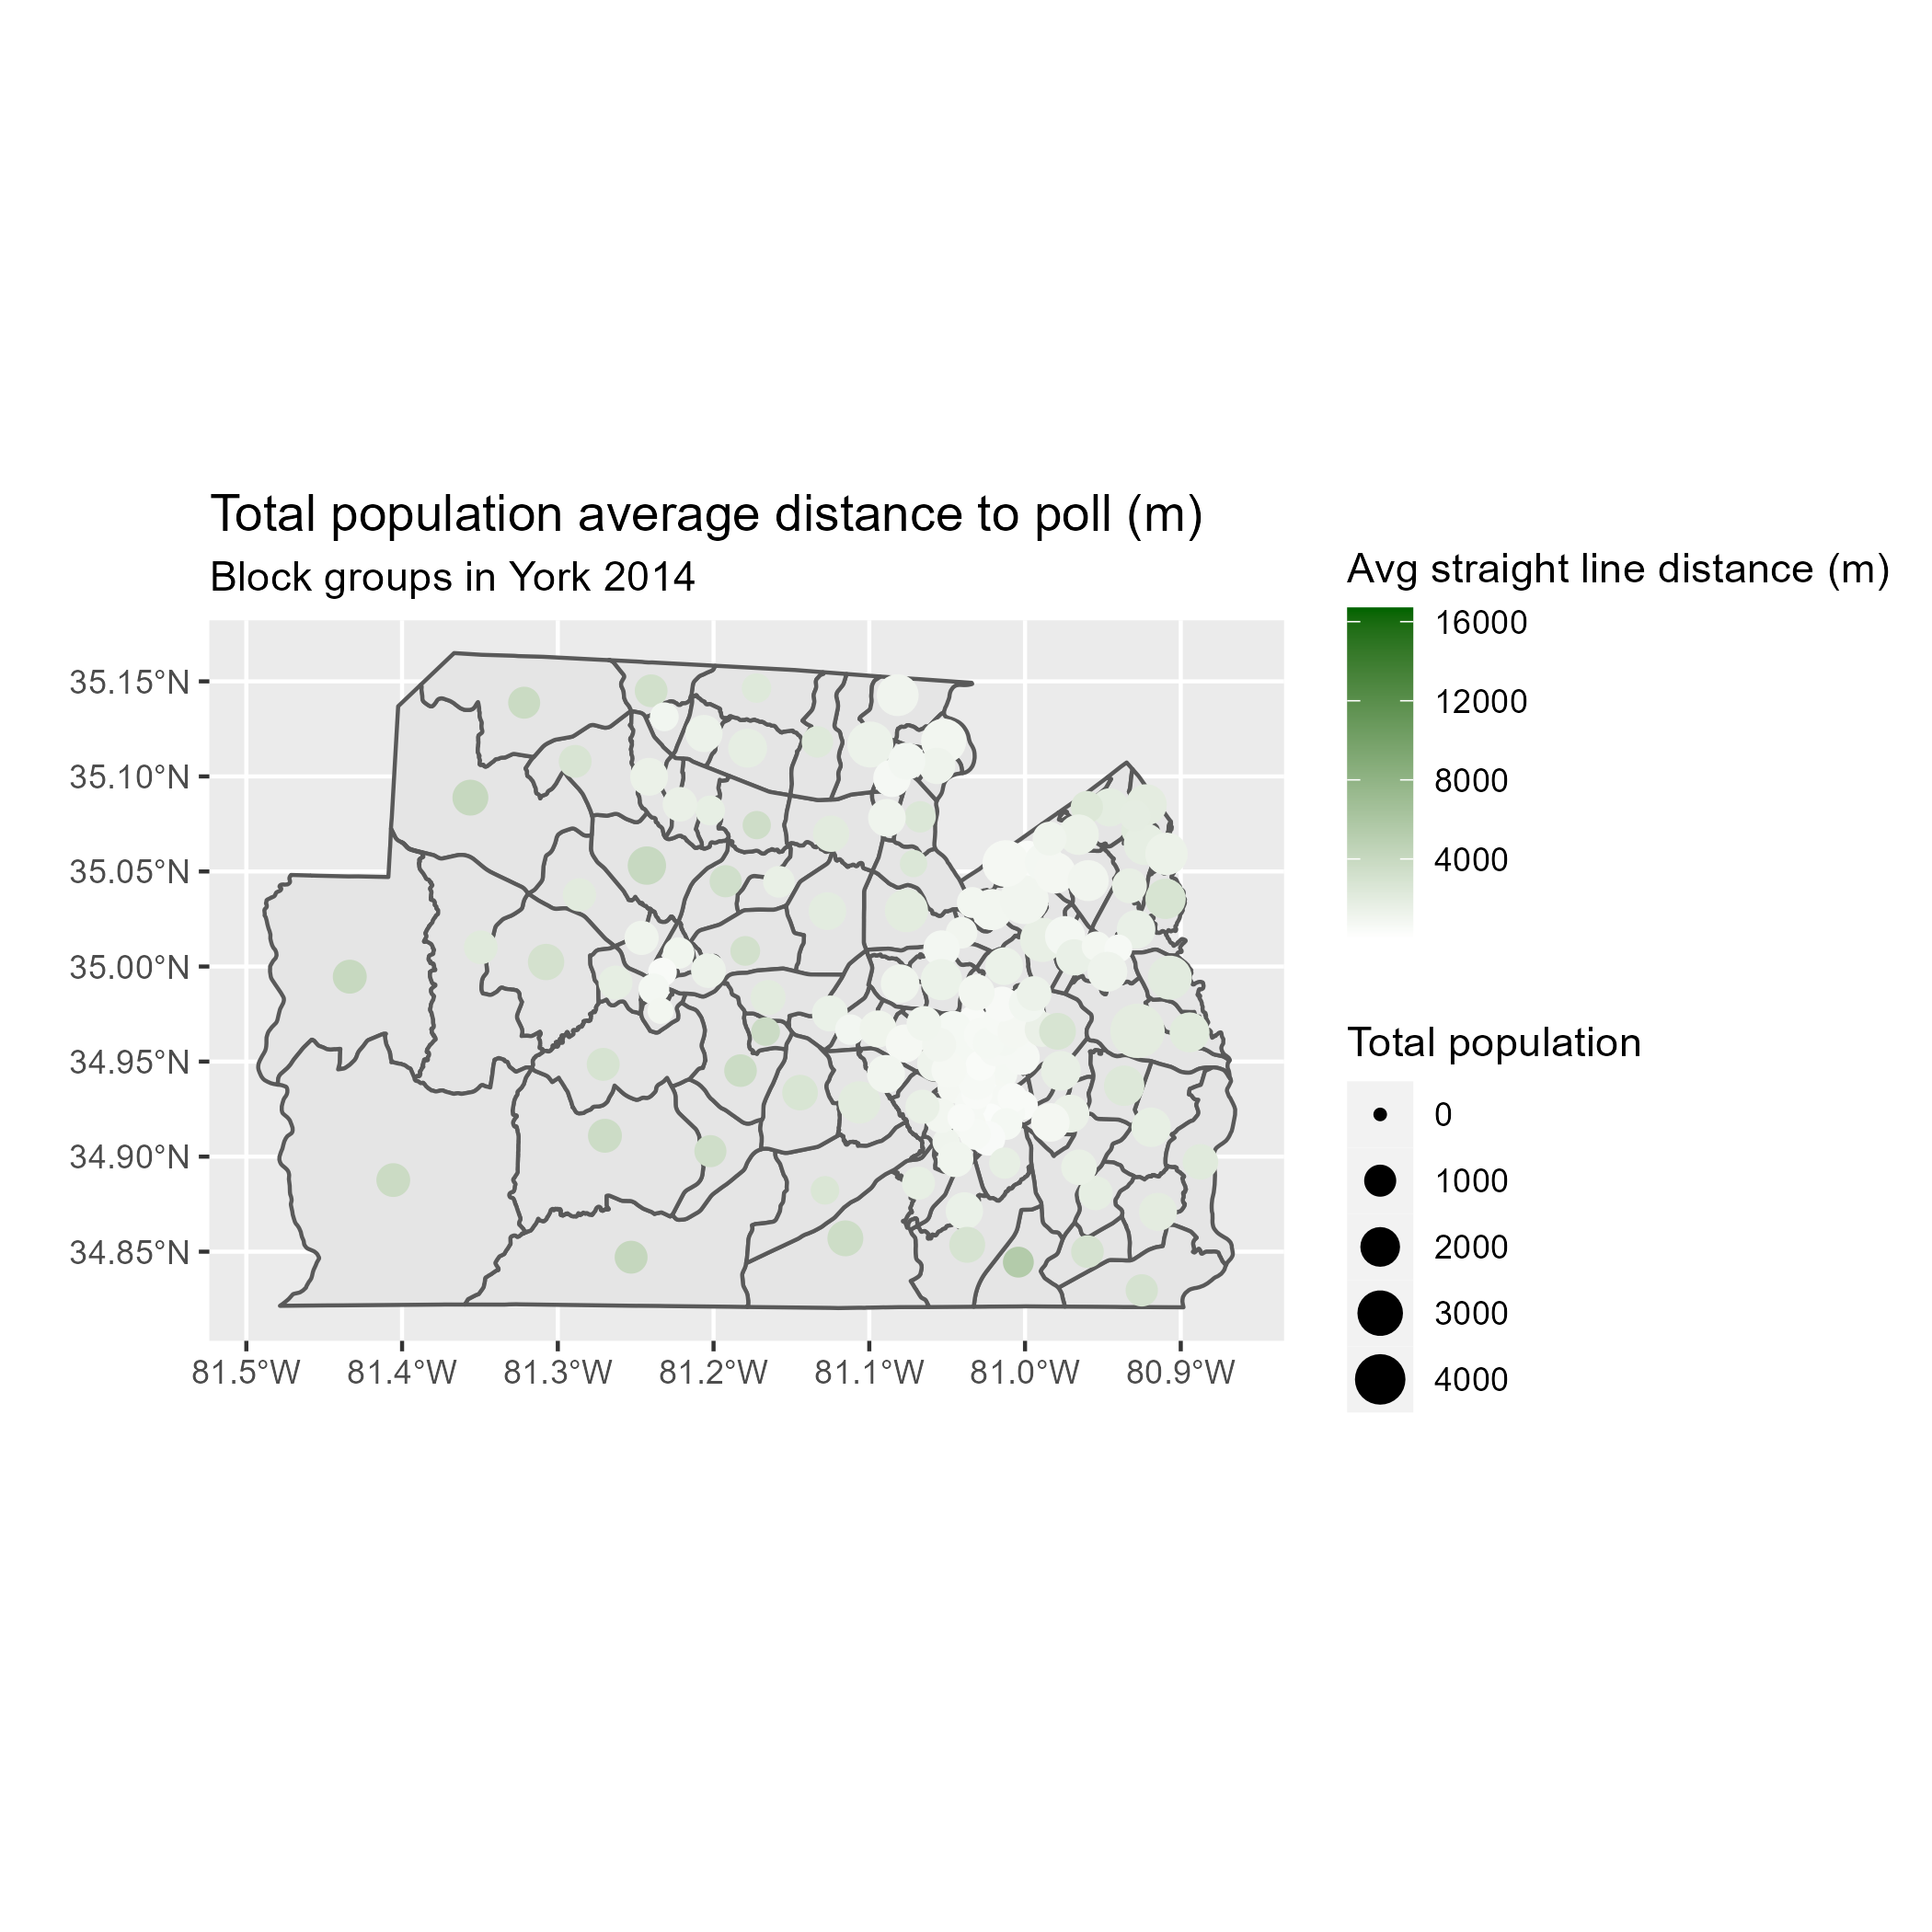 Total population average distance to poll (m)
Block groups in York 2014
35.15°N
35.10°N
35.05°N
35.00°N
34.95°N
34.90°N
34.85°N
81.5°W 81.4°W 81.3°W 81.2°W 81.1°W 81.0°W 80.9°W
Avg straight line distance (m)
16000
12000
8000
4000
Total population
0
1000
2000
3000
4000